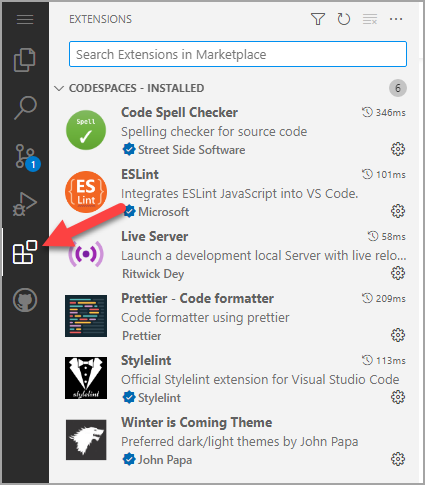 EXTENSIONS
Search Extensions in Marketplace
CODESPACES - INSTALLED 6
Spell
Code Spell Checker 346ms
Spelling checker for source code
Street Side Software
1
ES
Lint
ESLint 101ms
Integrates ESLint JavaScript into VS Code.
Microsoft
Live Server 58ms
Launch a development local Server with live relo...
Ritwick Dey
Prettier - Code formatter 209ms
Code formatter using prettier
Prettier
stylelint
Stylelint 113ms
Official Stylelint extension for Visual Studio Code
Stylelint
Winter is Coming Theme
Preferred dark/light themes by John Papa
John Papa